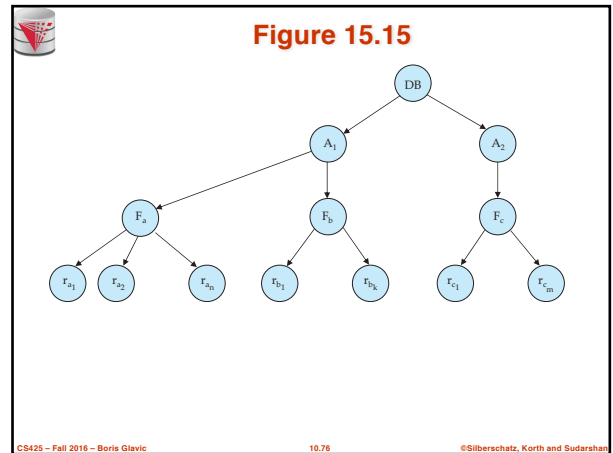 Figure 15.15
DB
A1 A2
Fa Fb Fc
ra1 ra2 ran rb1 rbk rc1 rcm
CS425 – Fall 2016 – Boris Glavic 10.76 ©Silberschatz, Korth and Sudarshan